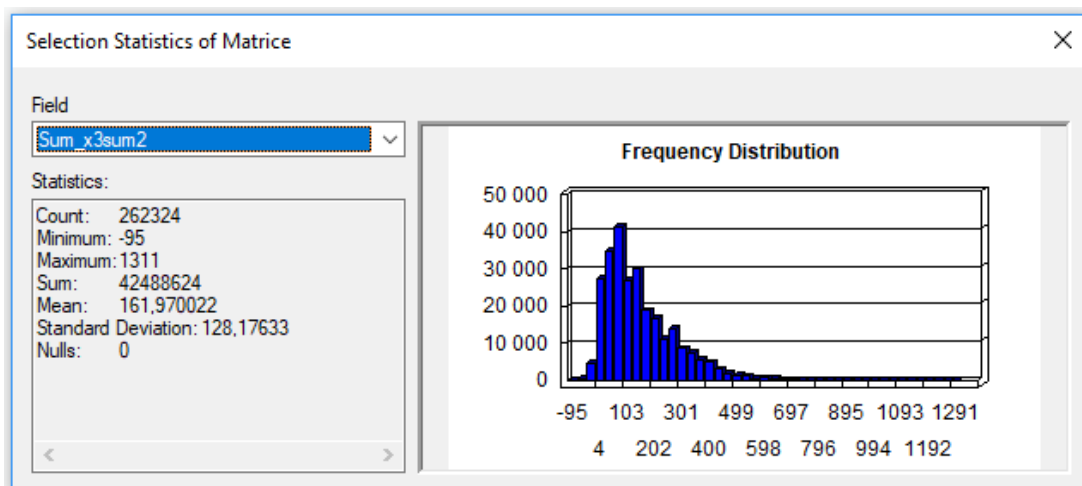 Selection Statistics of Matrice
Field
Sum_x3sum2
Statistics:
Count: 262324
Minimum: -95
Maximum: 1311
Sum: 42488624
Mean: 161,970022
Standard Deviation: 128,17633
Nulls: 0
Frequency Distribution
50 000
40 000
30 000
20 000
10 000
0
-95 103 301 499 697 895 1093 1291
4 202 400 598 796 994 1192